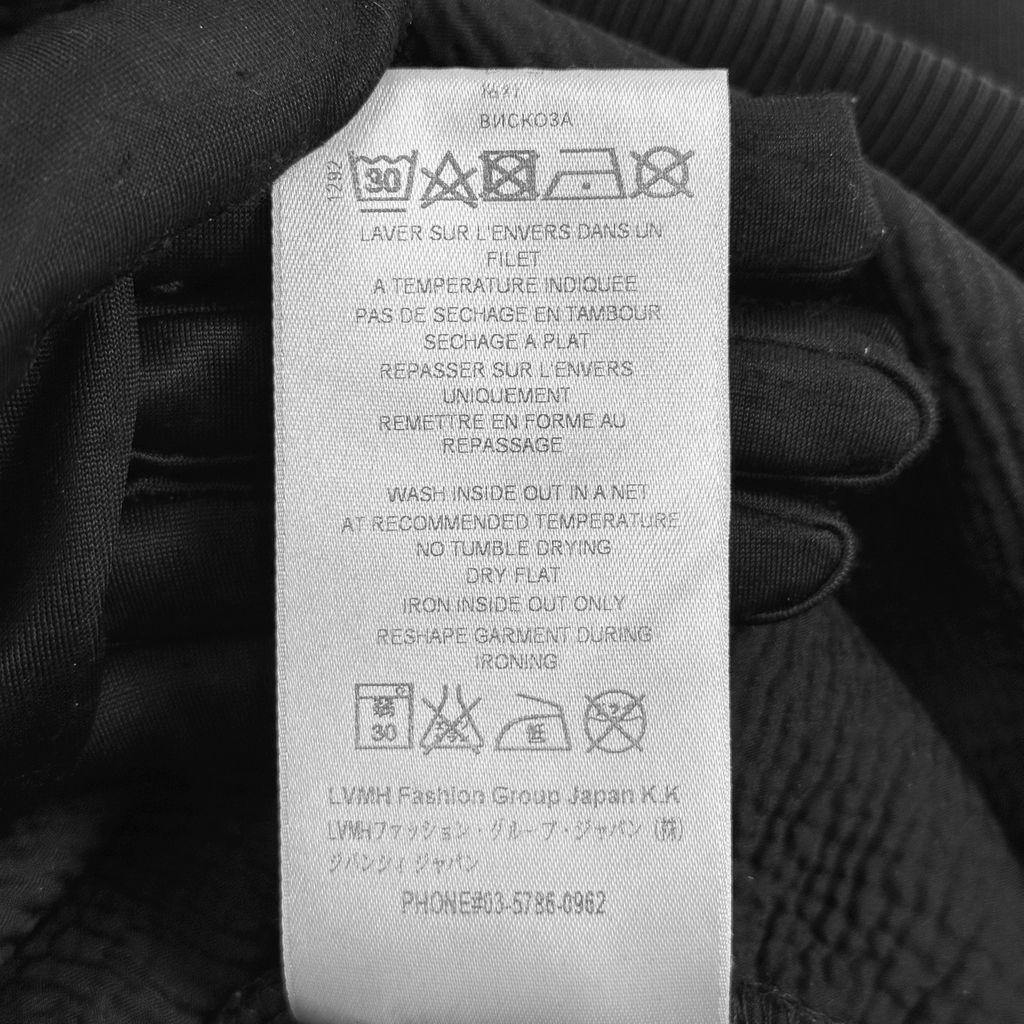 ВИСКОЗА
1292
30
LAVER SUR L'ENVERS DANS UN
FILET
A TEMPERATURE INDIQUEE
PAS DE SECHAGE EN TAMBOUR
SECHAGE A PLAT
REPASSER SUR L'ENVERS
UNIQUEMENT
REMETTRE EN FORME AU
REPASSAGE
WASH INSIDE OUT IN A NET
AT RECOMMENDED TEMPERATURE
NO TUMBLE DRYING
DRY FLAT
IRON INSIDE OUT ONLY
RESHAPE GARMENT DURING
IRONING
30 低
LVMH Fashion Group Japan K.K
LVMHファッション・グループ・ジャパン (株)
ジバンシィ ジャパン
PHONE#03-5786-0962